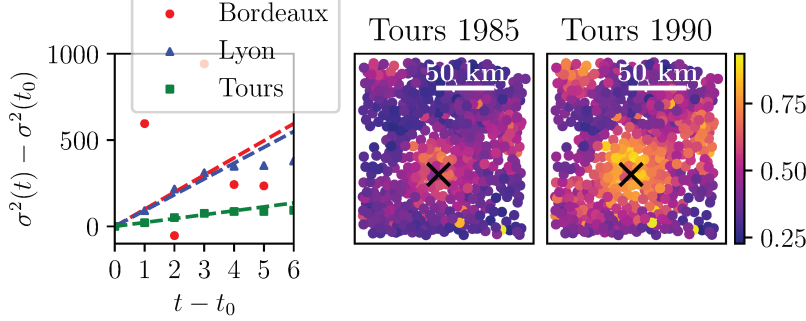 Bordeaux
Lyon
Tours
1000
500
0
σ²(t) − σ²(t₀)
0 1 2 3 4 5 6
t − t₀
Tours 1985
50 km
Tours 1990
50 km
0.75
0.50
0.25